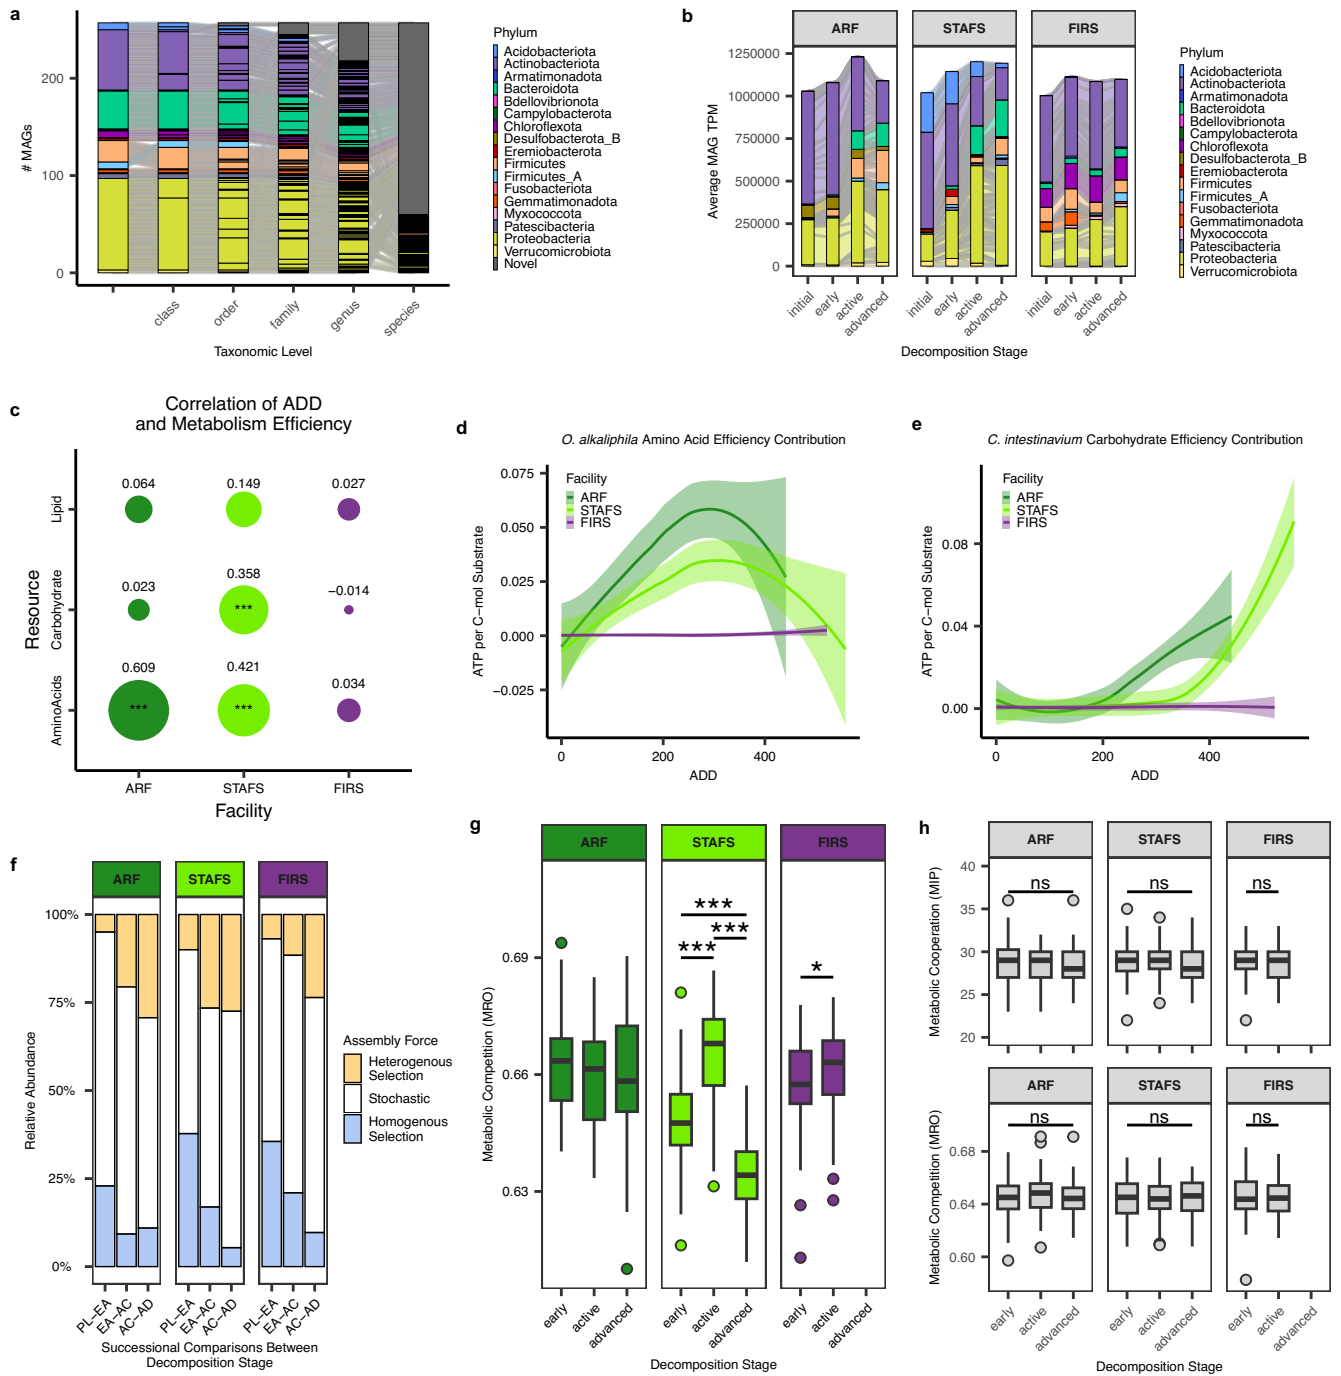 a
# MAGs
200
100
0
class
order
family
genus
species
Taxonomic Level
Phylum
Acidobacteriota
Actinobacteriota
Armatimonadota
Bacteroidota
Bdellovibrionota
Campylobacterota
Chloroflexota
Desulfobacterota_B
Eremiobacterota
Firmicutes
Firmicutes_A
Fusobacteriota
Gemmatimonadota
Myxococcota
Patescibacteria
Proteobacteria
Verrucomicrobiota
Novel
b
ARF
STAFS
FIRS
Average MAG TPM
1250000
1000000
750000
500000
250000
0
initial
early
active
advanced
initial
early
active
advanced
initial
early
active
advanced
Decomposition Stage
Phylum
Acidobacteriota
Actinobacteriota
Armatimonadota
Bacteroidota
Bdellovibrionota
Campylobacterota
Chloroflexota
Desulfobacterota_B
Eremiobacterota
Firmicutes
Firmicutes_A
Fusobacteriota
Gemmatimonadota
Myxococcota
Patescibacteria
Proteobacteria
Verrucomicrobiota
c
Correlation of ADD
and Metabolism Efficiency
Resource
Lipid
Carbohydrate
AminoAcids
0.064
0.149
0.027
0.023
0.358
−0.014
***
0.609
0.421
0.034
***
***
ARF
STAFS
FIRS
Facility
d
O. alkaliphila Amino Acid Efficiency Contribution
ATP per C−mol Substrate
0.075
0.050
0.025
0.000
−0.025
Facility
ARF
STAFS
FIRS
0
200
400
ADD
e
C. intestinavium Carbohydrate Efficiency Contribution
ATP per C−mol Substrate
0.08
0.04
0.00
Facility
ARF
STAFS
FIRS
0
200
400
ADD
f
ARF
STAFS
FIRS
Relative Abundance
100%
75%
50%
25%
0%
PL−EA
EA−AC
AC−AD
PL−EA
EA−AC
AC−AD
PL−EA
EA−AC
AC−AD
Successional Comparisons Between
Decomposition Stage
Assembly Force
Heterogenous
Selection
Stochastic
Homogenous
Selection
g
ARF
STAFS
FIRS
Metabolic Competition (MRO)
0.69
0.66
0.63
***
***
***
*
early
active
advanced
early
active
advanced
early
active
advanced
Decomposition Stage
h
ARF
STAFS
FIRS
Metabolic Cooperation (MIP)
40
35
30
25
20
ns
ns
ns
ARF
STAFS
FIRS
Metabolic Competition (MRO)
0.68
0.64
0.60
ns
ns
ns
early
active
advanced
early
active
advanced
early
active
advanced
Decomposition Stage